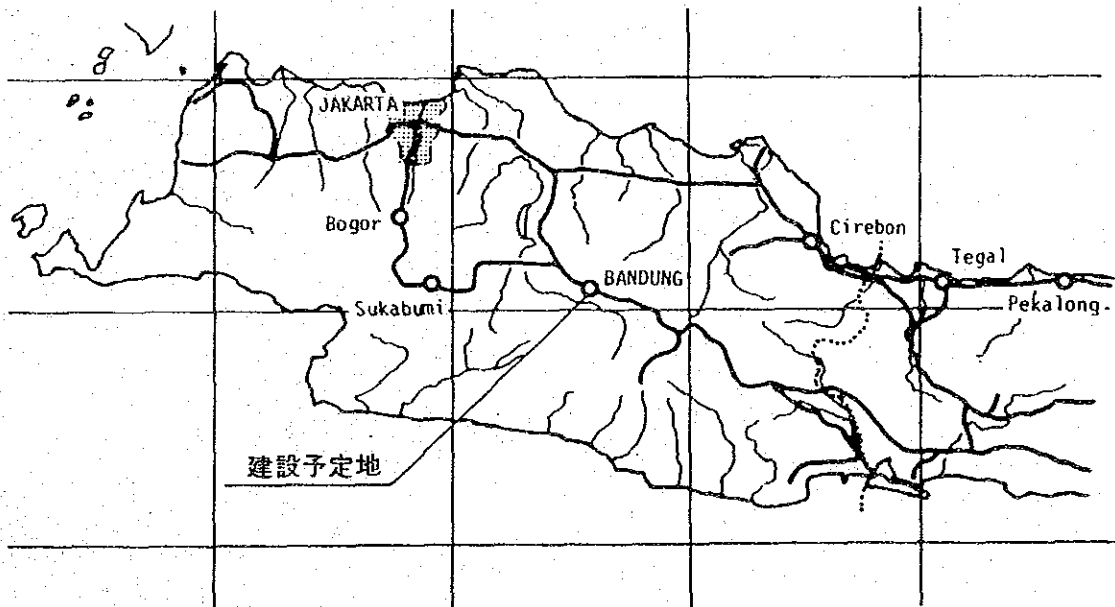 JAKARTA
Bogor
Cirebon
Tegal
BANDUNG
Sukabumi
Pekalong.
建設予定地